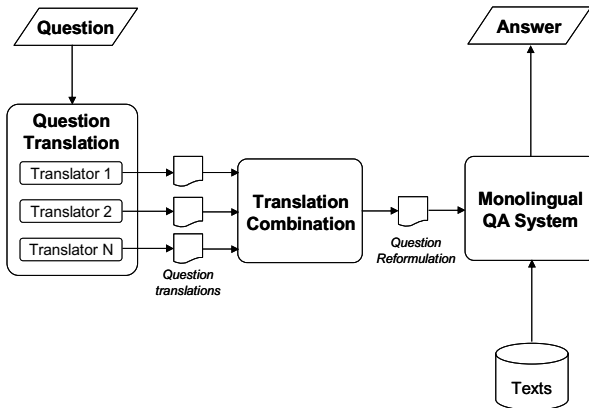 Question
Answer
Question
Translation
Translator 1
Translator 2
Translator N
Question
translations
Translation
Combination
Question
Reformulation
Monolingual
QA System
Texts